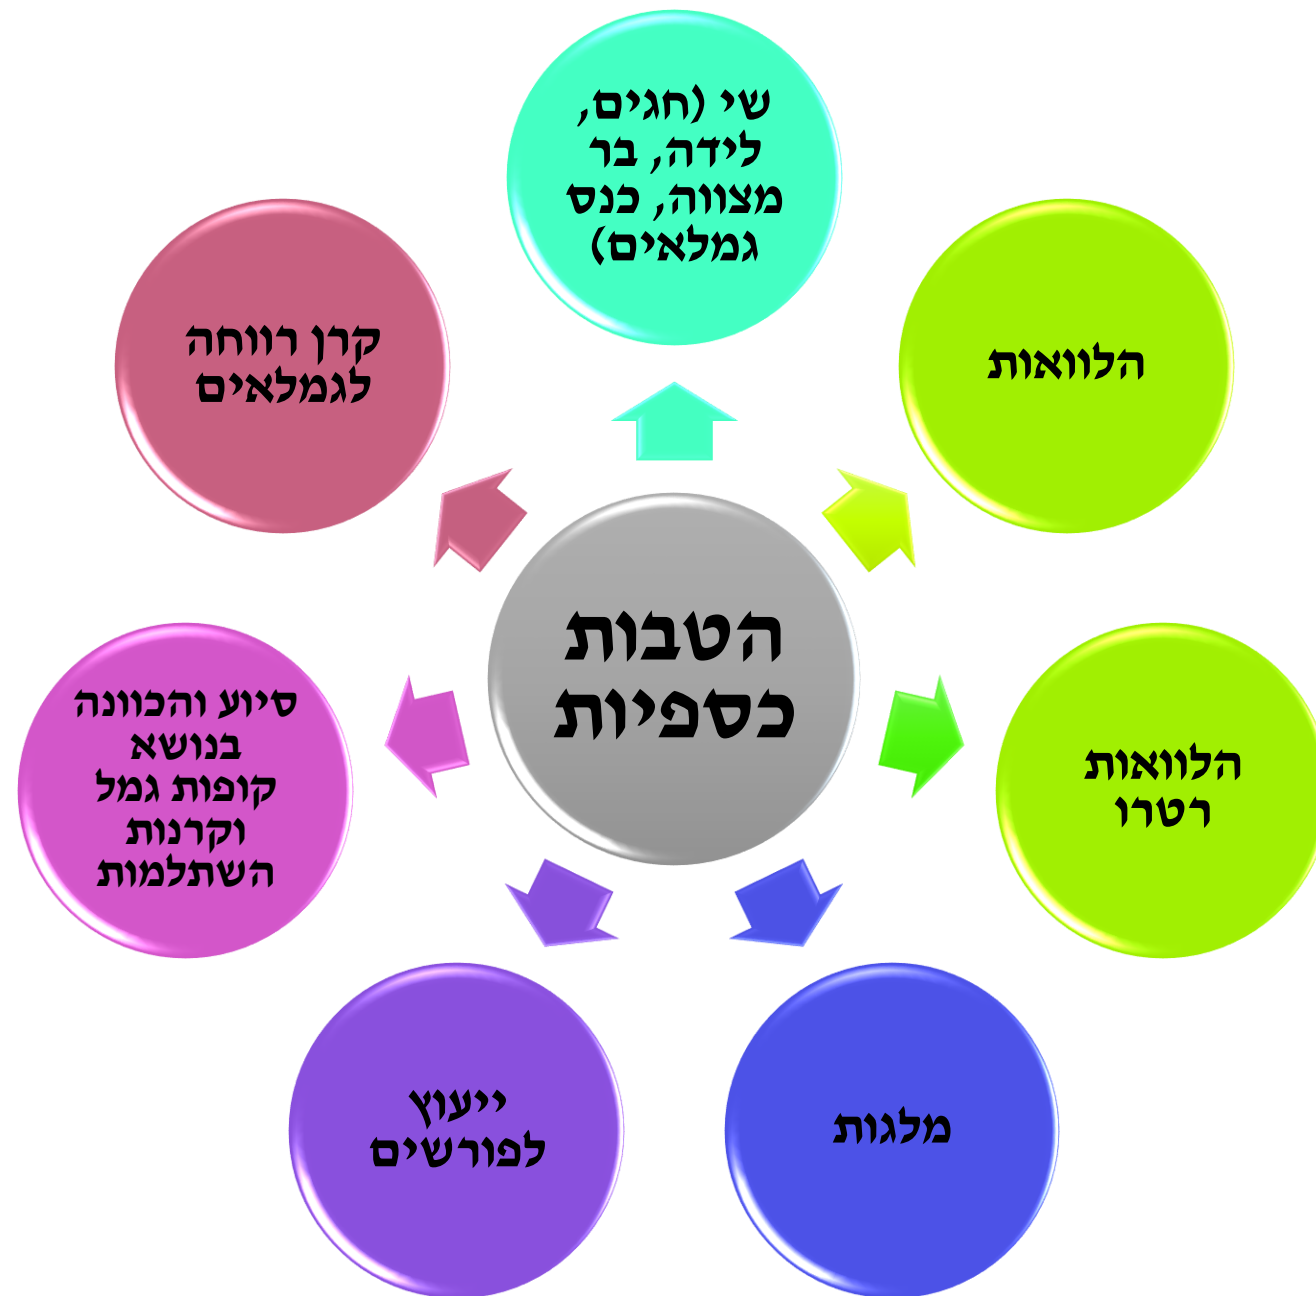 שי (חגים,
לידה, בר
מצווה, כנס
גמלאים)
הלוואות
הלוואות
רטרו
מלגות
ייעוץ
לפורשים
סיוע והכוונה
בנושא
קופות גמל
וקרנות
השתלמות
קרן רווחה
לגמלאים
הטבות
כספיות